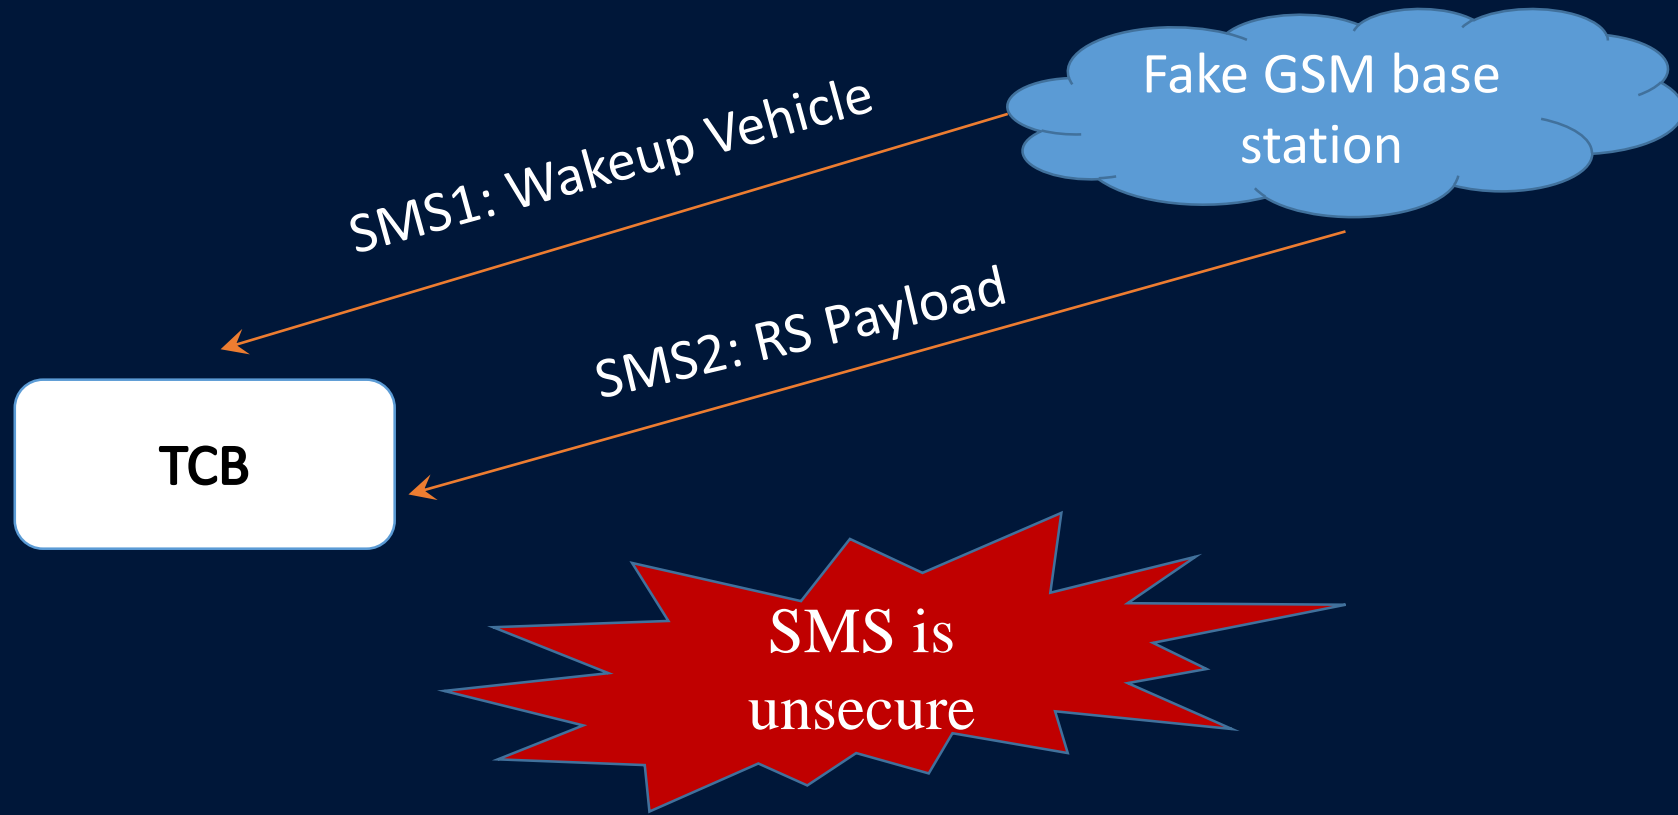 Fake GSM base
station
SMS1: Wakeup Vehicle
SMS2: RS Payload
TCB
SMS is
unsecure